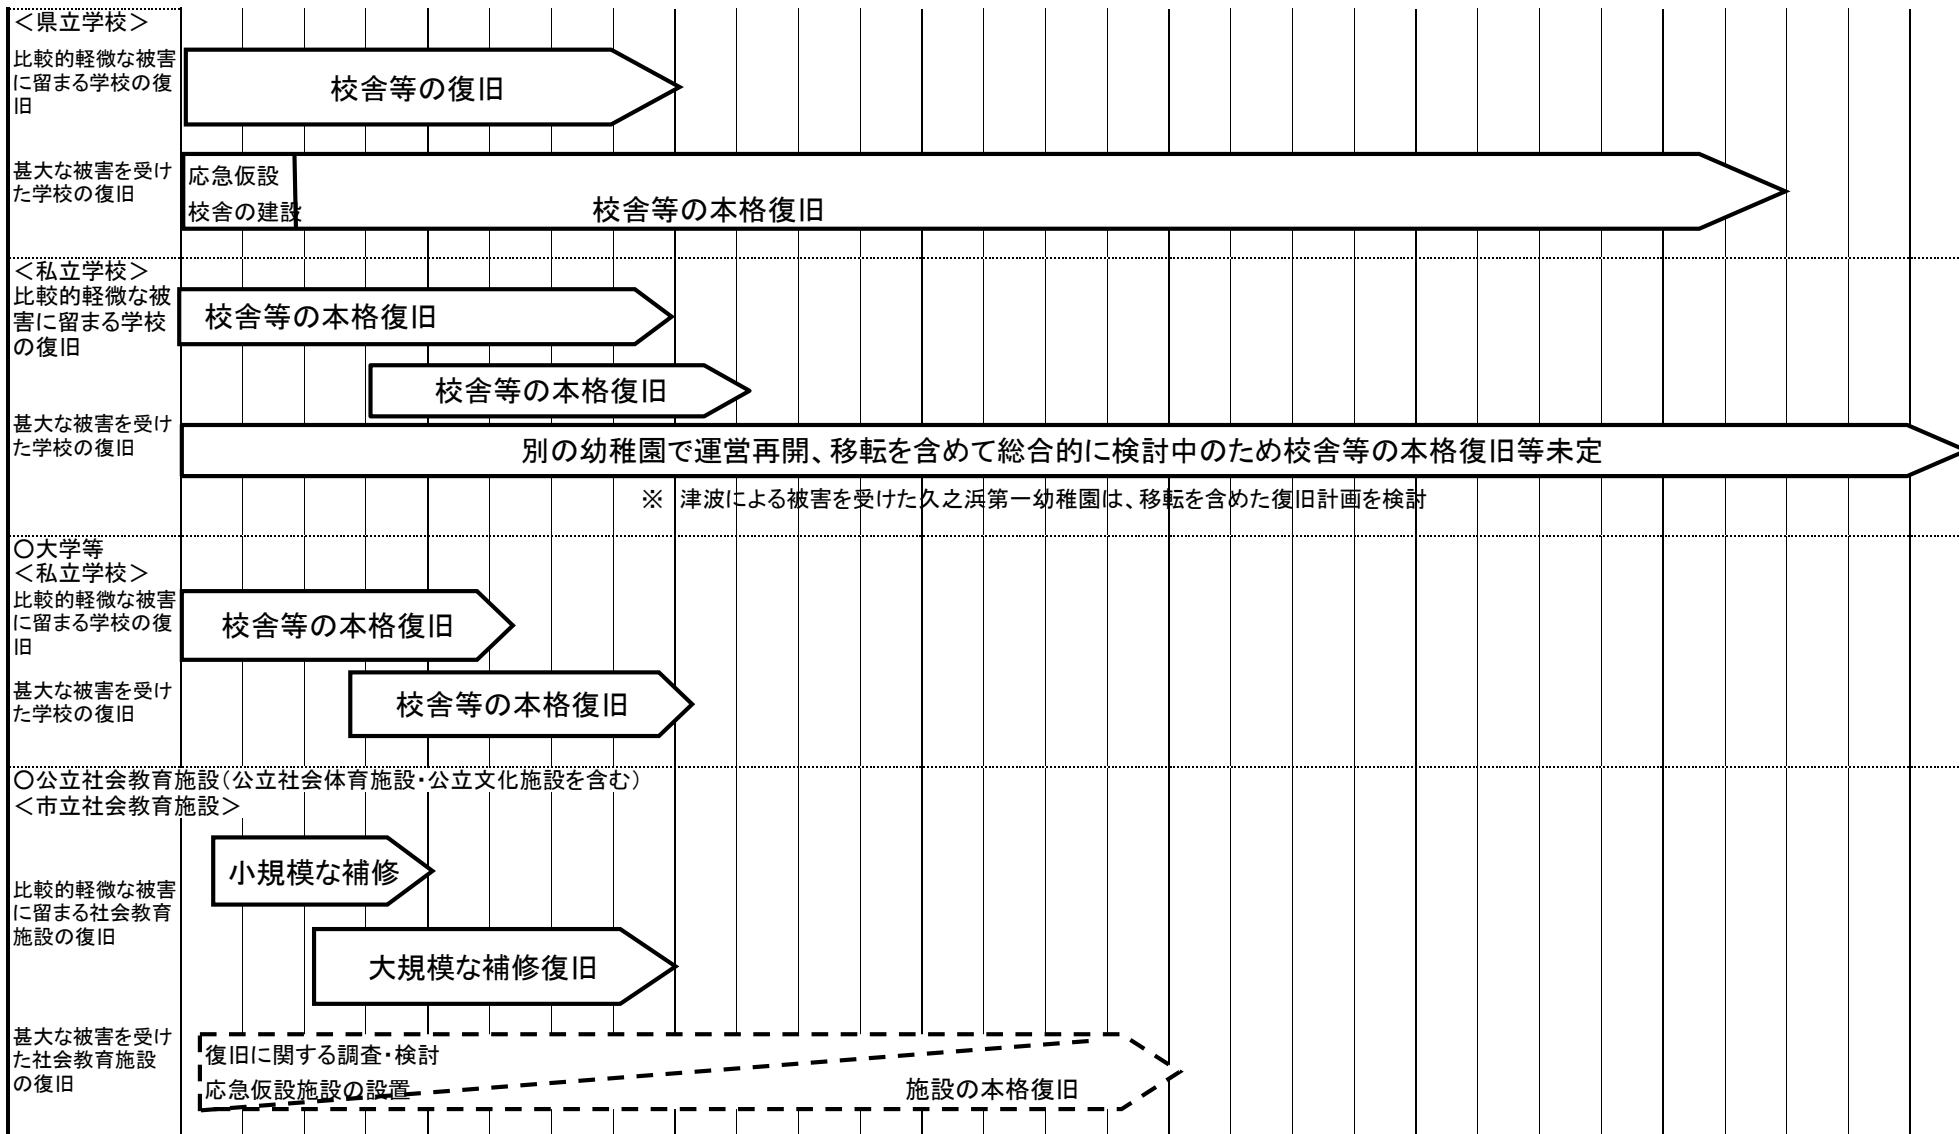 ＜県立学校＞
比較的軽微な被害
に留まる学校の復
旧
校舎等の復旧
甚大な被害を受け
た学校の復旧
応急仮設
校舎の建設
校舎等の本格復旧
＜私立学校＞
比較的軽微な被
害に留まる学校
の復旧
校舎等の本格復旧
校舎等の本格復旧
甚大な被害を受け
た学校の復旧
別の幼稚園で運営再開、移転を含めて総合的に検討中のため校舎等の本格復旧等未定
※　津波による被害を受けた久之浜第一幼稚園は、移転を含めた復旧計画を検討
〇大学等
＜私立学校＞
比較的軽微な被害
に留まる学校の復
旧
校舎等の本格復旧
甚大な被害を受け
た学校の復旧
校舎等の本格復旧
〇公立社会教育施設（公立社会体育施設・公立文化施設を含む）
＜市立社会教育施設＞
小規模な補修
比較的軽微な被害
に留まる社会教育
施設の復旧
大規模な補修復旧
甚大な被害を受け
た社会教育施設
の復旧
復旧に関する調査・検討
応急仮設施設の設置
施設の本格復旧